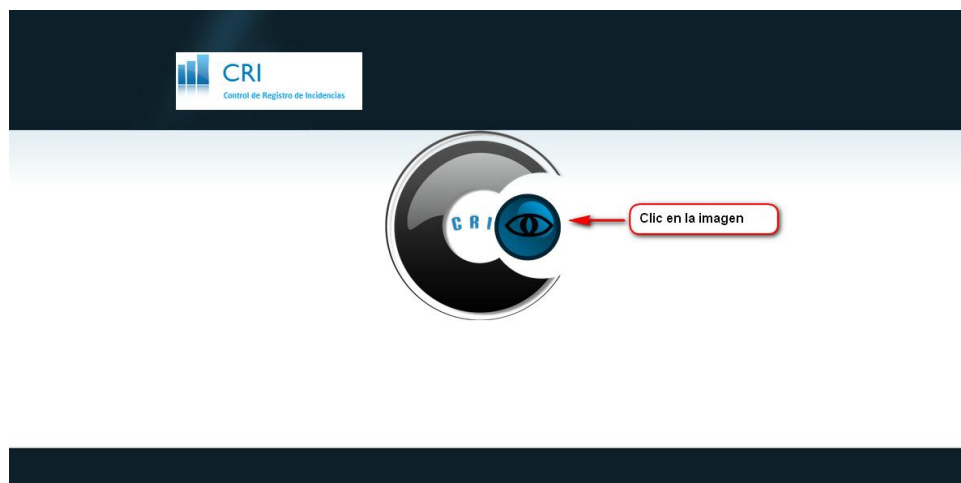 CRI
Control de Registro de Incidencias
CRI
Clic en la imagen